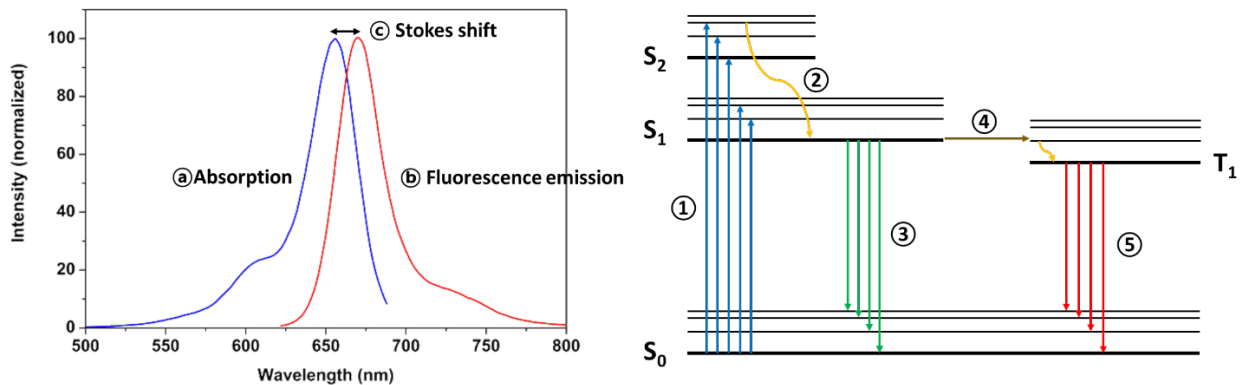 ⓒ Stokes shift
100
80
ⓐAbsorption
60
ⓑ Fluorescence emission
40
20
0
500
550
600
650
700
750
800
Intensity (normalized)
Wavelength (nm)
S2
②
S1
④
T1
①
③
⑤
S0